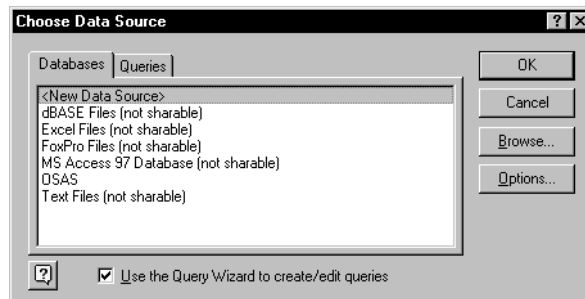 Choose Data Source
Databases
Queries
<New Data Source>
dBASE Files (not sharable)
Excel Files (not sharable)
FoxPro Files (not sharable)
MS Access 97 Database (not sharable)
OSAS
Text Files (not sharable)
OK
Cancel
Browse...
Options...
Use the Query Wizard to create/edit queries